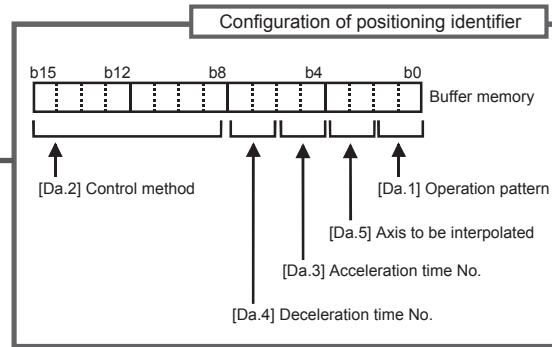 Configuration of positioning identifier
b15 b12 b8 b4 b0
Buffer memory
[Da.2] Control method
[Da.1] Operation pattern
[Da.5] Axis to be interpolated
[Da.3] Acceleration time No.
[Da.4] Deceleration time No.